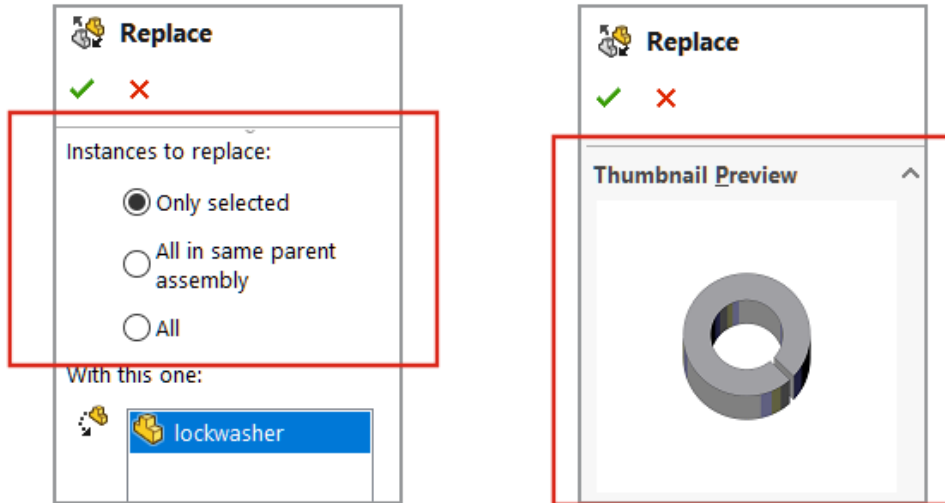 Replace
Instances to replace:
Only selected
All in same parent
assembly
All
With this one:
lockwasher
Replace
Thumbnail Preview